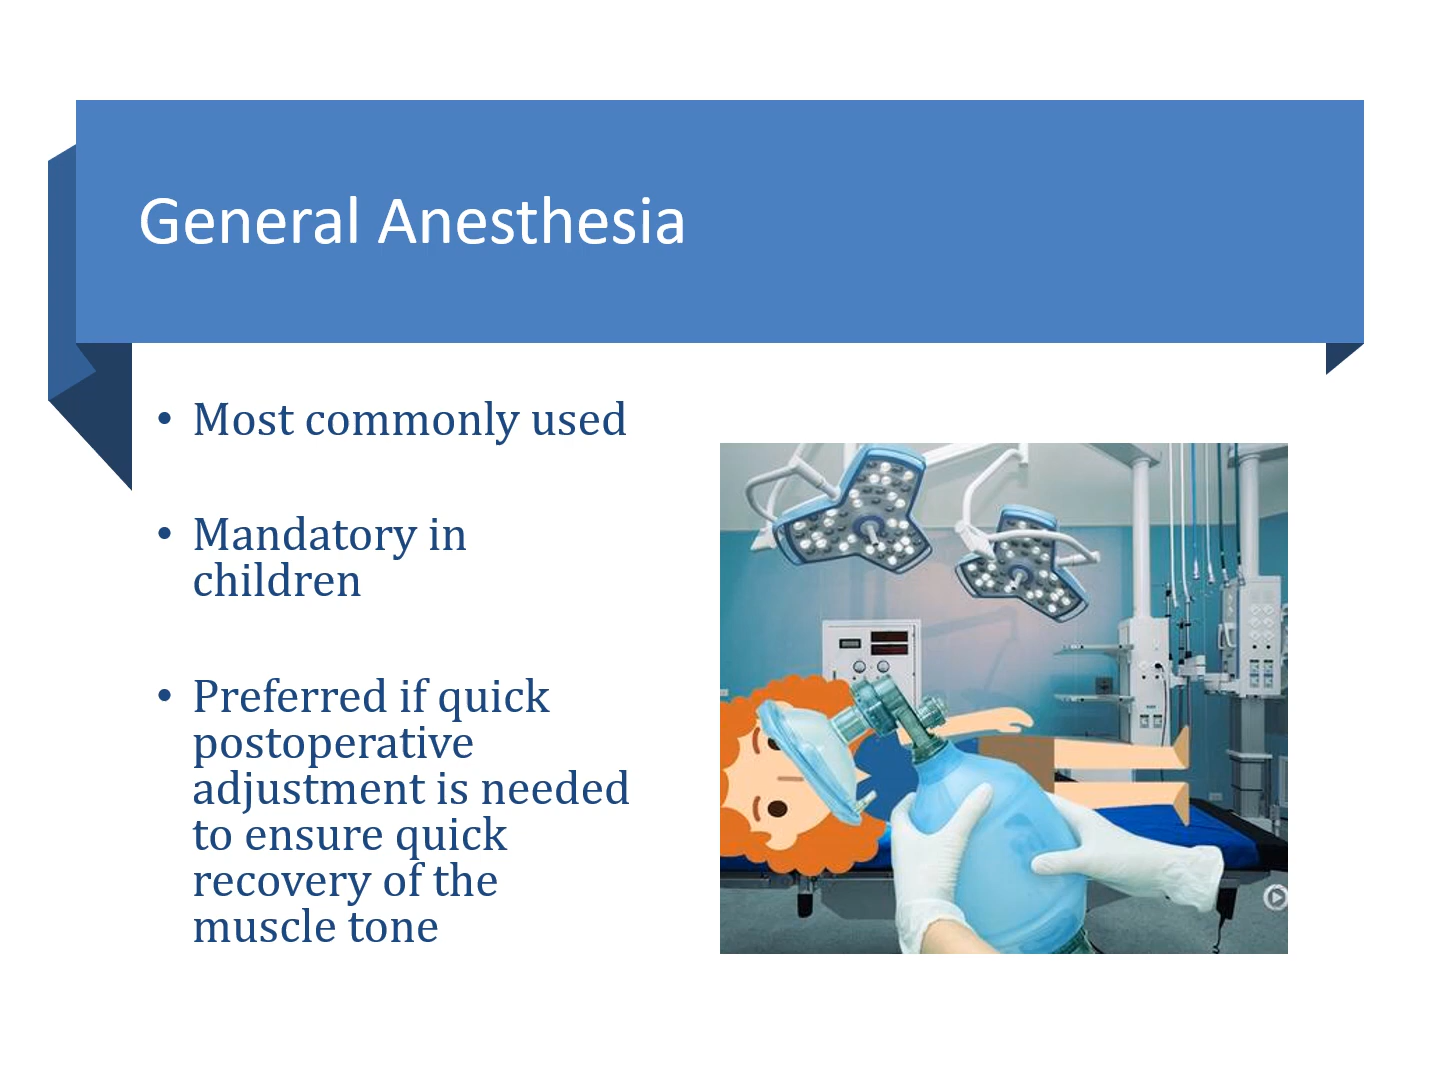 General Anesthesia
• Most commonly used
• Mandatory in
children
• Preferred if quick
postoperative
adjustment is needed
to ensure quick
recovery of the
muscle tone